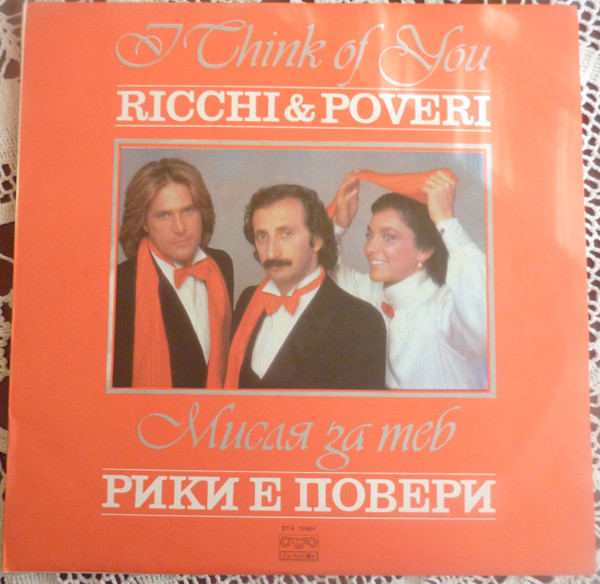 I Think of You
RICCHI & POVERI
Мисля за теб
РИКИ Е ПОВЕРИ